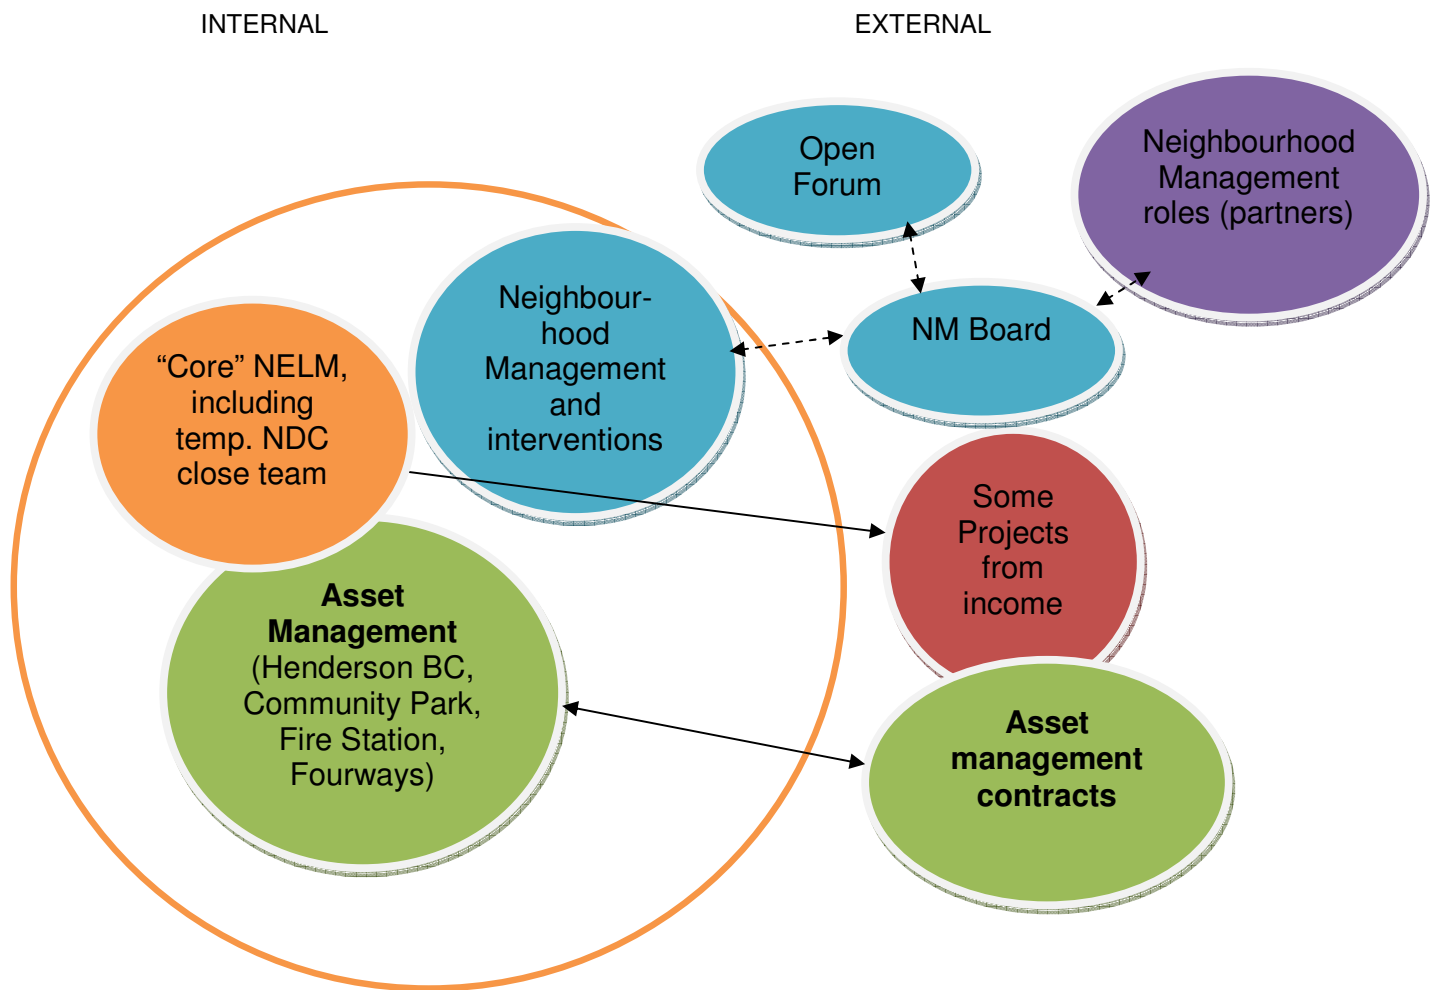 INTERNAL
EXTERNAL
Open
Forum
Neighbourhood
Management
roles (partners)
Neighbour-
hood
Management
and
interventions
NM Board
“Core” NELM,
including
temp. NDC
close team
Some
Projects
from
income
Asset
Management
(Henderson BC,
Community Park,
Fire Station,
Fourways)
Asset
management
contracts